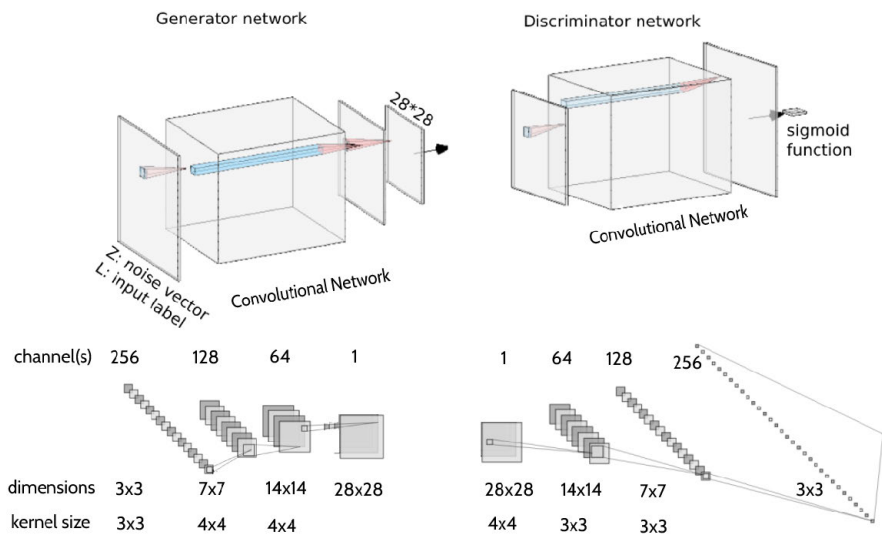 Generator network
Discriminator network
28*28
sigmoid
function
Z: noise vector
L: input label
Convolutional Network
Convolutional Network
channel(s) 256 128 64 1
1 64 128 256
dimensions 3x3 7x7 14x14 28x28
28x28 14x14 7x7 3x3
kernel size 3x3 4x4 4x4
4x4 3x3 3x3